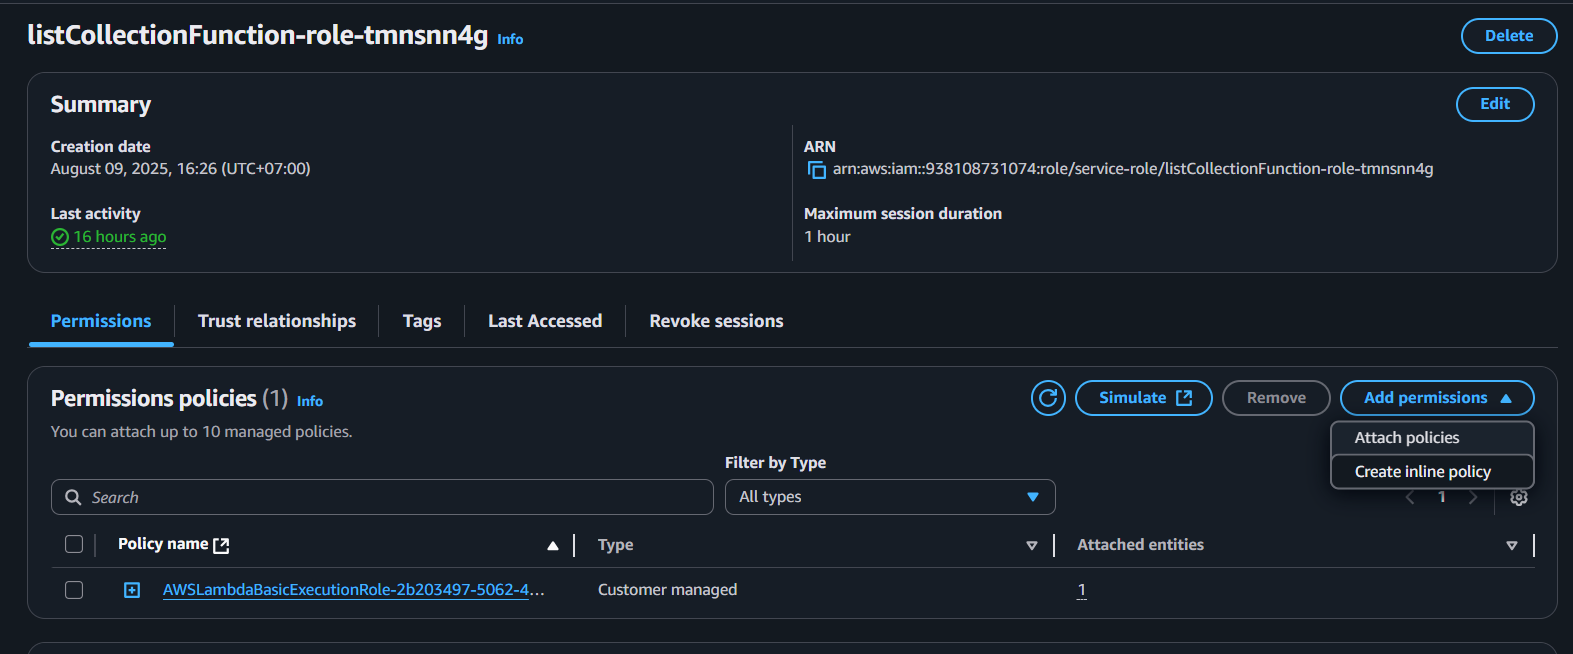 listCollectionFunction-role-tmnsnn4g Info
Delete
Summary
Edit
Creation date
August 09, 2025, 16:26 (UTC+07:00)
ARN
arn:aws:iam::938108731074:role/service-role/listCollectionFunction-role-tmnsnn4g
Last activity
16 hours ago
Maximum session duration
1 hour
Permissions
Trust relationships
Tags
Last Accessed
Revoke sessions
Permissions policies (1) Info
Simulate
Remove
Add permissions
You can attach up to 10 managed policies.
Attach policies
Create inline policy
Filter by Type
Search
All types
1
Policy name
Type
Attached entities
AWSLambdaBasicExecutionRole-2b203497-5062-4...
Customer managed
1